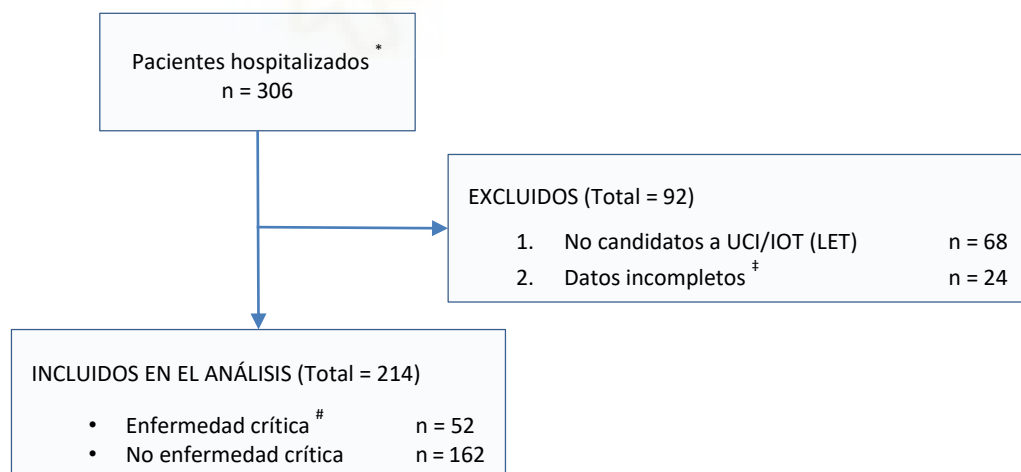 Pacientes hospitalizados *
n = 306
EXCLUIDOS (Total = 92)
1. No candidatos a UCI/IOT (LET) n = 68
2. Datos incompletos ‡ n = 24
INCLUIDOS EN EL ANÁLISIS (Total = 214)
• Enfermedad crítica # n = 52
• No enfermedad crítica n = 162